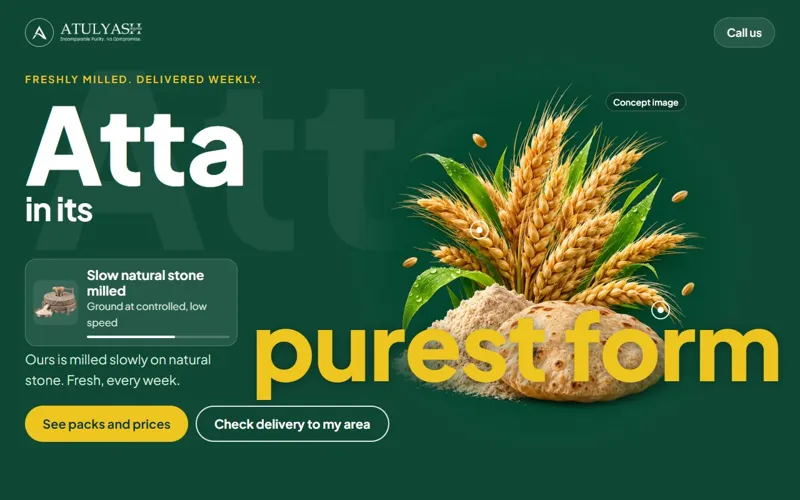 ATULYASH
Incomparable Purity. No Compromise.
Call us
FRESHLY MILLED. DELIVERED WEEKLY.
Atta
in its
Concept image
Slow natural stone
milled
Ground at controlled, low
speed
purest form
Ours is milled slowly on natural
stone. Fresh, every week.
See packs and prices
Check delivery to my area